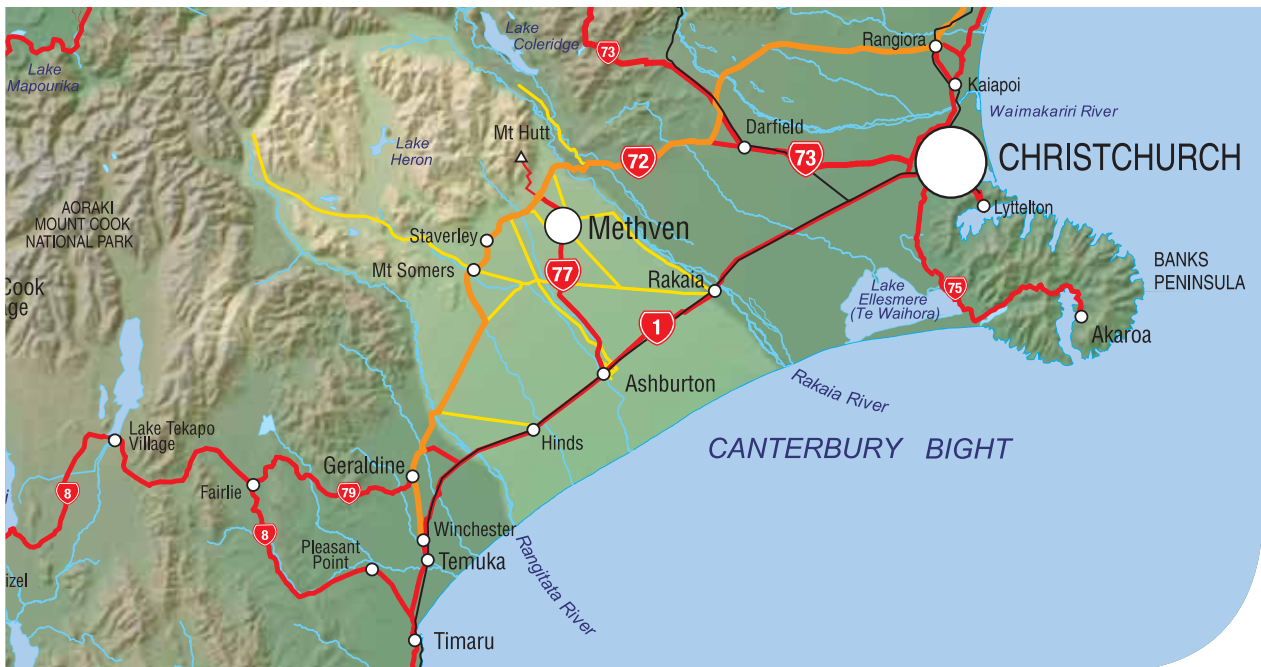 Lake
Coleridge
73
Rangiora
Lake
Mapourika
Kaiapoi
Waimakariri River
Mt Hutt
Darfield
Lake
Heron
72
73
CHRISTCHURCH
AORAKI
MOUNT COOK
NATIONAL PARK
Lyttelton
Staverley
Methven
Mt Somers
77
Rakaia
BANKS
PENINSULA
Cook
age
Lake
Ellesmere
(Te Waihora)
75
1
Akaroa
Ashburton
Rakaia River
Lake Tekapo
Village
Hinds
CANTERBURY BIGHT
Geraldine
8
Fairlie
79
8
Winchester
Pleasant
Point
Temuka
Rangitata River
izel
Timaru